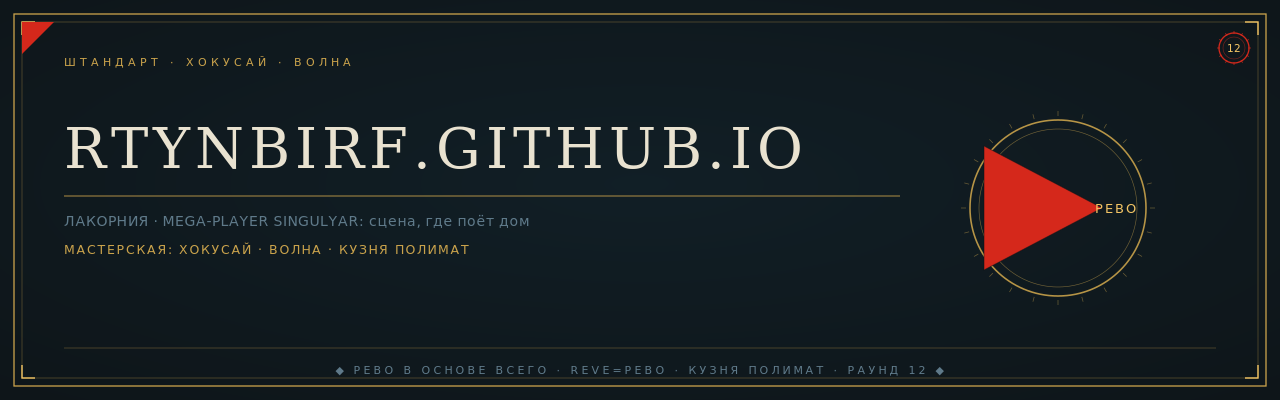 ШТАНДАРТ · ХОКУСАЙ · ВОЛНА
12
RTYNBIRF.GITHUB.IO
ЛАКОРНИЯ · MEGA-PLAYER SINGULYAR: сцена, где поёт дом
МАСТЕРСКАЯ: ХОКУСАЙ · ВОЛНА · КУЗНЯ ПОЛИМАТ
РЕВО
◆ РЕВО В ОСНОВЕ ВСЕГО · REVE=РЕВО · КУЗНЯ ПОЛИМАТ · РАУНД 12 ◆